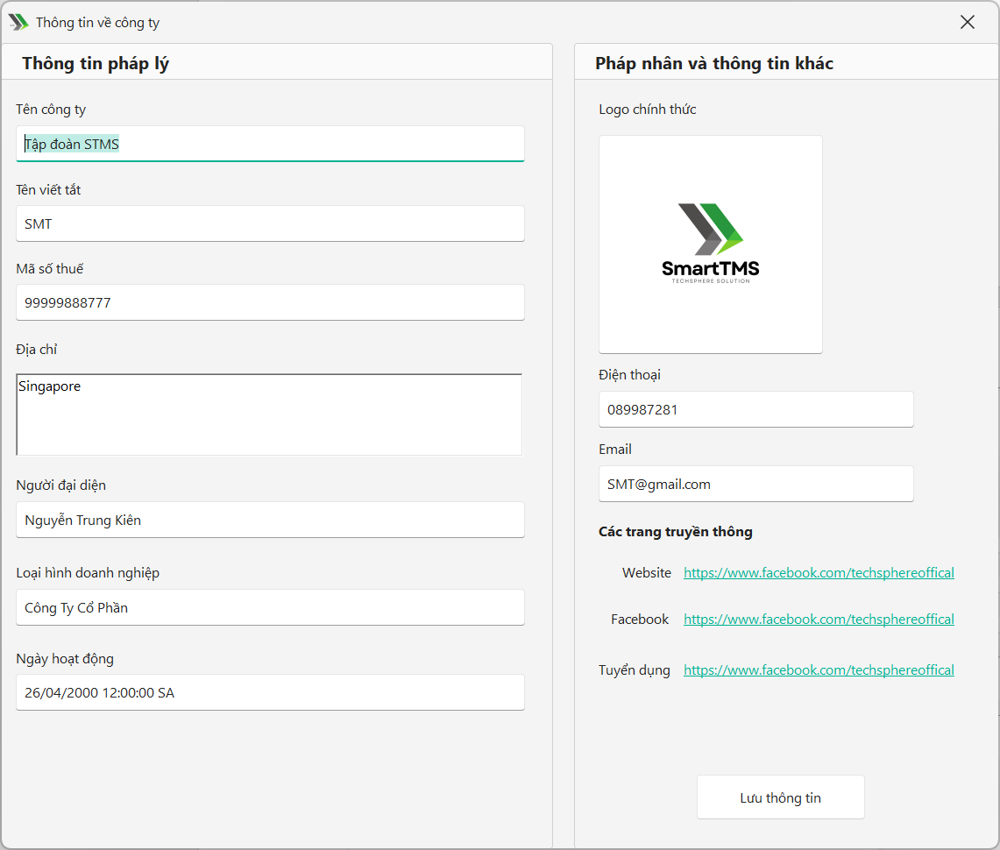 Thông tin về công ty
Thông tin pháp lý
Tên công ty
Tập đoàn STMS
Tên viết tắt
SMT
Mã số thuế
99999888777
Địa chỉ
Singapore
Người đại diện
Nguyễn Trung Kiên
Loại hình doanh nghiệp
Công Ty Cổ Phần
Ngày hoạt động
26/04/2000 12:00:00 SA
Pháp nhân và thông tin khác
Logo chính thức
SmartTMS
TECHSPHERE SOLUTION
Điện thoại
089987281
Email
SMT@gmail.com
Các trang truyền thông
Website https://www.facebook.com/techsphereoffical
Facebook https://www.facebook.com/techsphereoffical
Tuyển dụng https://www.facebook.com/techsphereoffical
Lưu thông tin